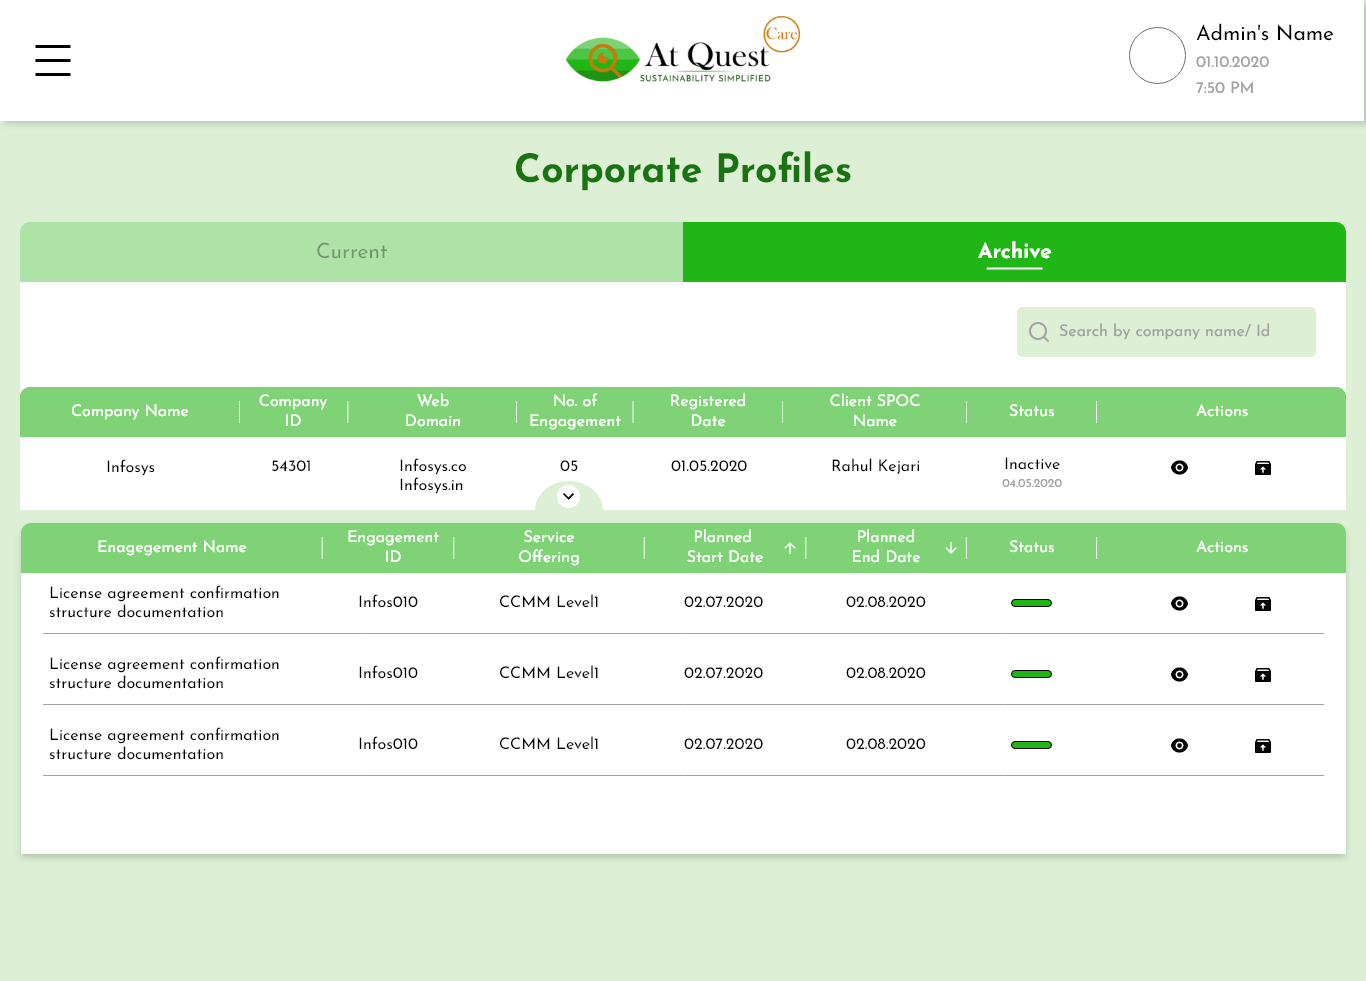 At Quest
Care
SUSTAINABILITY SIMPLIFIED
Admin's Name
01.10.2020
7:50 PM
Corporate Profiles
Current
Archive
Search by company name/ Id
Company Name
Company
ID
Web
Domain
No. of
Engagement
Registered
Date
Client SPOC
Name
Status
Actions
Infosys
54301
Infosys.co
Infosys.in
05
01.05.2020
Rahul Kejari
Inactive
04.05.2020
Enagegement Name
Engagement
ID
Service
Offering
Planned
Start Date
Planned
End Date
Status
Actions
License agreement confirmation
structure documentation
Infos010
CCMM Level1
02.07.2020
02.08.2020
License agreement confirmation
structure documentation
Infos010
CCMM Level1
02.07.2020
02.08.2020
License agreement confirmation
structure documentation
Infos010
CCMM Level1
02.07.2020
02.08.2020